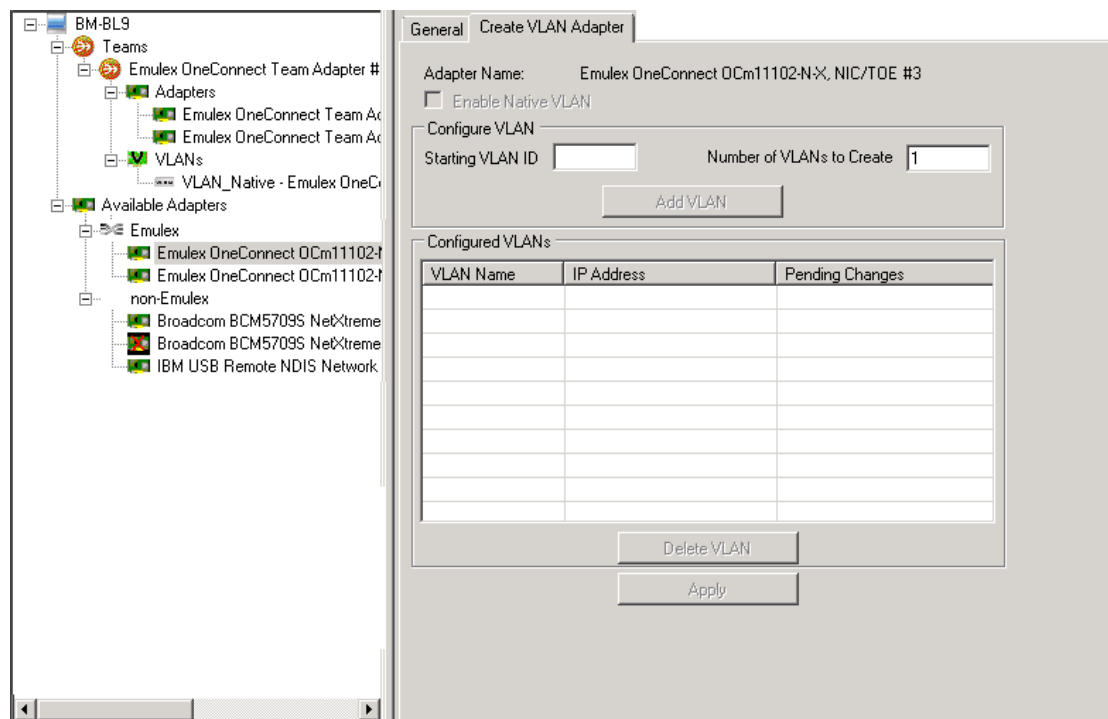 BM-BL9
Teams
Emulex OneConnect Team Adapter #
Adapters
Emulex OneConnect Team Ad
Emulex OneConnect Team Ad
VLANs
VLAN_Native - Emulex OneC
Available Adapters
Emulex
Emulex OneConnect OCm11102-N
Emulex OneConnect OCm11102-N
non-Emulex
Broadcom BCM5709S NetXtreme
Broadcom BCM5709S NetXtreme
IBM USB Remote NDIS Network
General Create VLAN Adapter
Adapter Name: Emulex OneConnect OCm11102-N-X, NIC/TOE #3
Enable Native VLAN
Configure VLAN
Starting VLAN ID Number of VLANs to Create 1
Add VLAN
Configured VLANs
VLAN Name IP Address Pending Changes
Delete VLAN
Apply